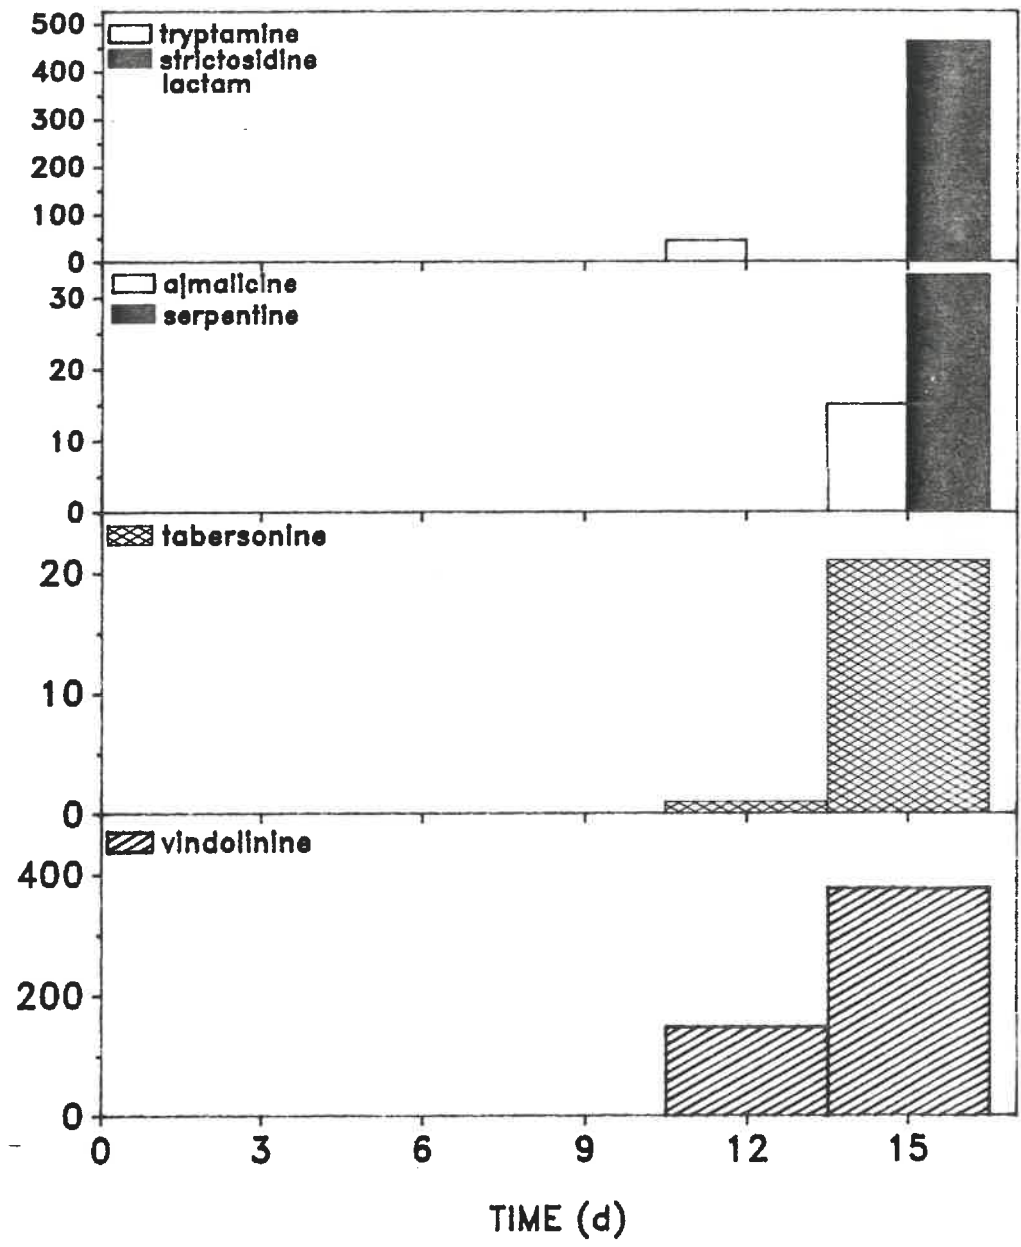 500
tryptamine
400
strictosidine
lactam
300
200
100
0
ajmalicine
30
serpentine
20
10
0
tabersonine
20
10
0
vindolinine
400
200
0
0 3 6 9 12 15
TIME (d)